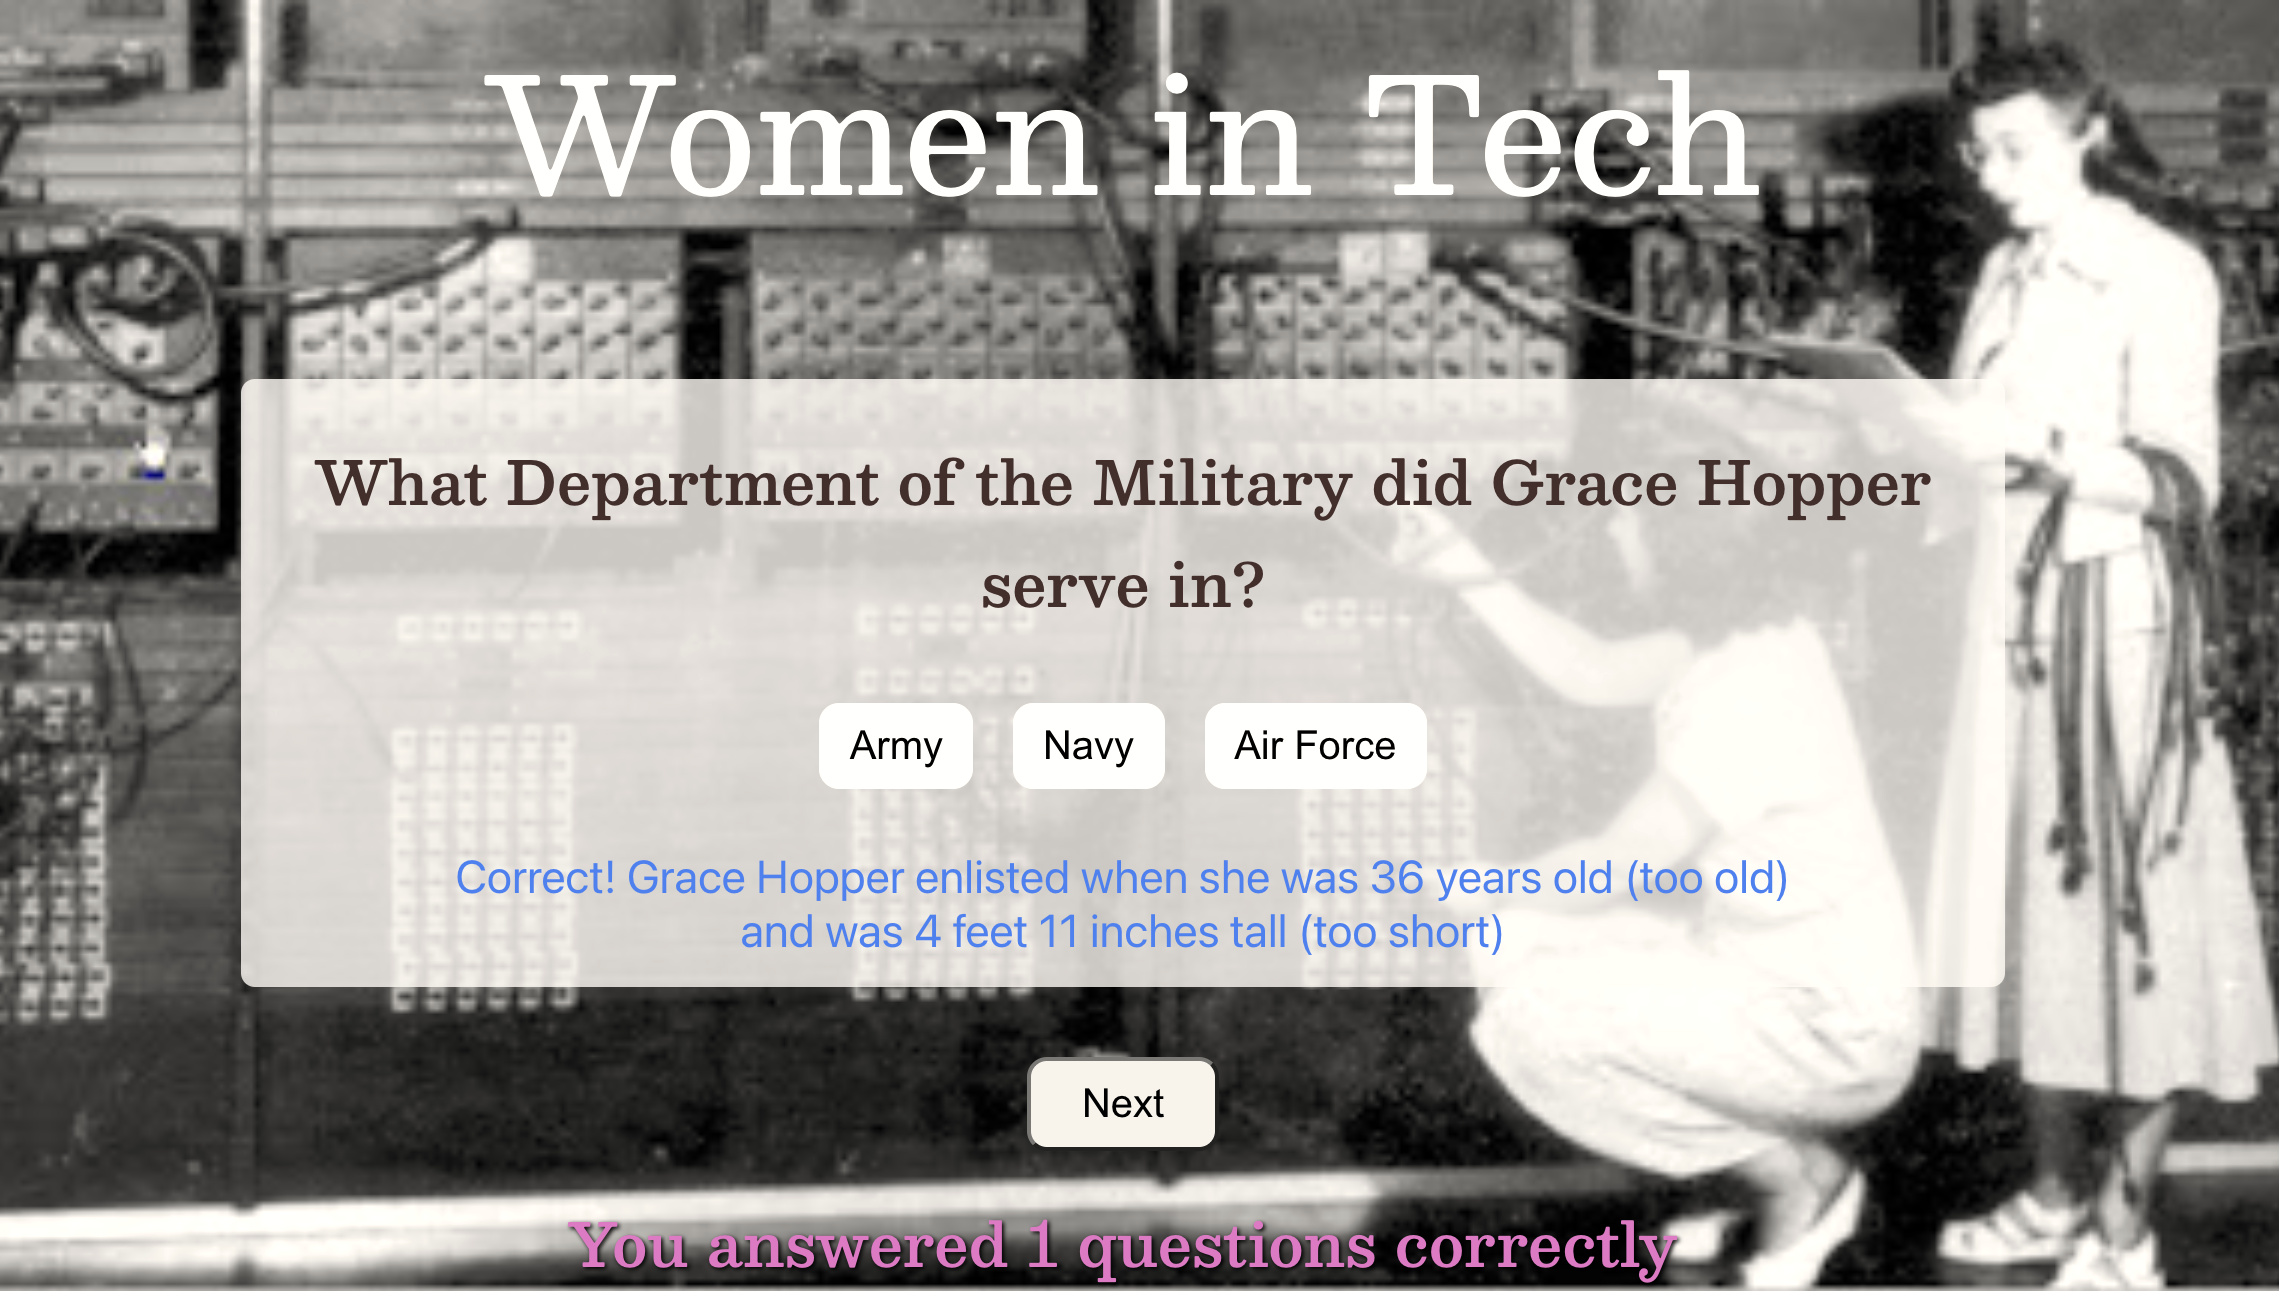 Women in Tech
What Department of the Military did Grace Hopper
serve in?
Army Navy Air Force
Correct! Grace Hopper enlisted when she was 36 years old (too old)
and was 4 feet 11 inches tall (too short)
Next
You answered 1 questions correctly